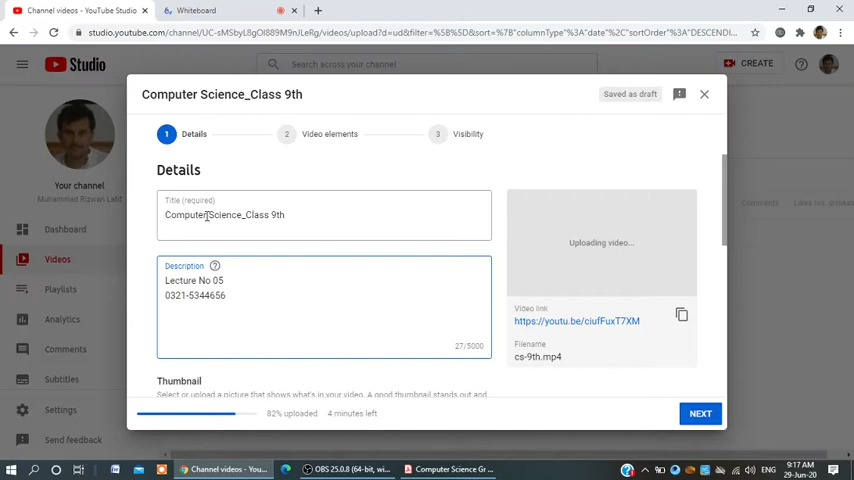 Channel videos - YouTube Studio
Whiteboard
studio.youtube.com/channel/UC-sMSbyL8gOI889M9nJLeRg/videos/upload?d=ud&filter=%5B%5D&sort=%7B"columnType"%3A"date"%2C"sortOrder"%3A"DESCENDI...
Studio
Search across your channel
CREATE
Computer Science_Class 9th
Saved as draft
1 Details
2 Video elements
3 Visibility
Your channel
Muhammad Rizwan Latif
Dashboard
Videos
Playlists
Analytics
Comments
Subtitles
Settings
Send feedback
Details
Title (required)
Computer Science_Class 9th
Description
Lecture No 05
0321-5344656
27/5000
Uploading video...
Video link
https://youtu.be/ciufFuxT7XM
Filename
cs-9th.mp4
Thumbnail
Select or upload a picture that shows what's in your video. A good thumbnail stands out and
82% uploaded
4 minutes left
NEXT
Comments
Channel videos - You...
OBS 25.0.8 (64-bit, wi...
Computer Science Gr ...
ENG
9:17 AM
29-Jun-20